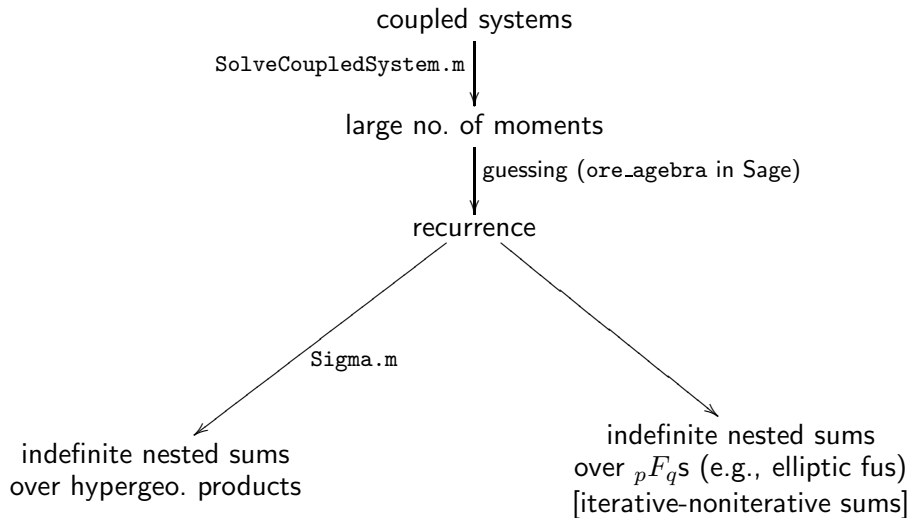 coupled systems
SolveCoupledSystem.m
large no. of moments
guessing (ore_agebra in Sage)
recurrence
Sigma.m
indefinite nested sums
over hypergeo. products
indefinite nested sums
over pFqs (e.g., elliptic fus)
[iterative-noniterative sums]